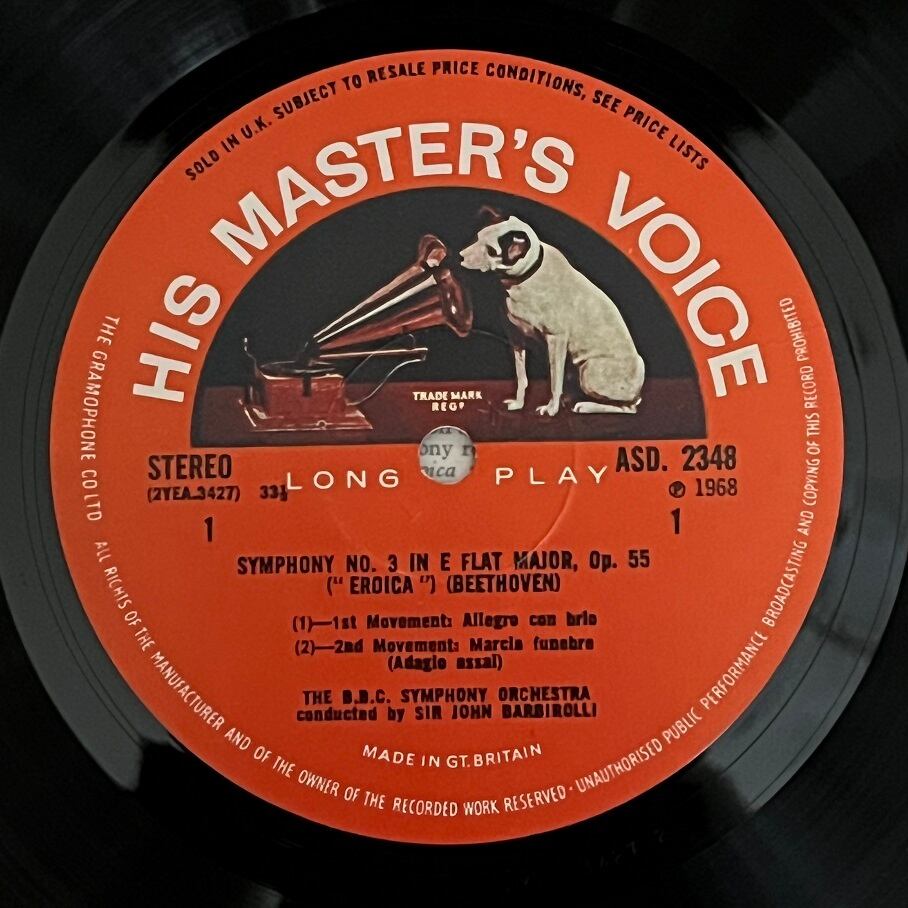 SOLD IN U.K. SUBJECT TO RESALE PRICE CONDITIONS, SEE PRICE LISTS
HIS MASTER'S VOICE
TRADE MARK
REGD
STEREO
(2YEA.3427) 33⅓
LONG PLAY
ASD. 2348
℗ 1968
1
1
ony
SYMPHONY NO. 3 IN E FLAT MAJOR, Op. 55
("EROICA") (BEETHOVEN)
(1)—1st Movement: Allegro con brio
(2)—2nd Movement: Marcia funebre
(Adagio assai)
THE B.B.C. SYMPHONY ORCHESTRA
conducted by SIR JOHN BARBIROLLI
MADE IN GT. BRITAIN
THE GRAMOPHONE CO LTD ALL RIGHTS OF THE MANUFACTURER AND OF THE OWNER OF THE RECORDED WORK RESERVED · UNAUTHORISED PUBLIC PERFORMANCE BROADCASTING AND COPYING OF THIS RECORD PROHIBITED